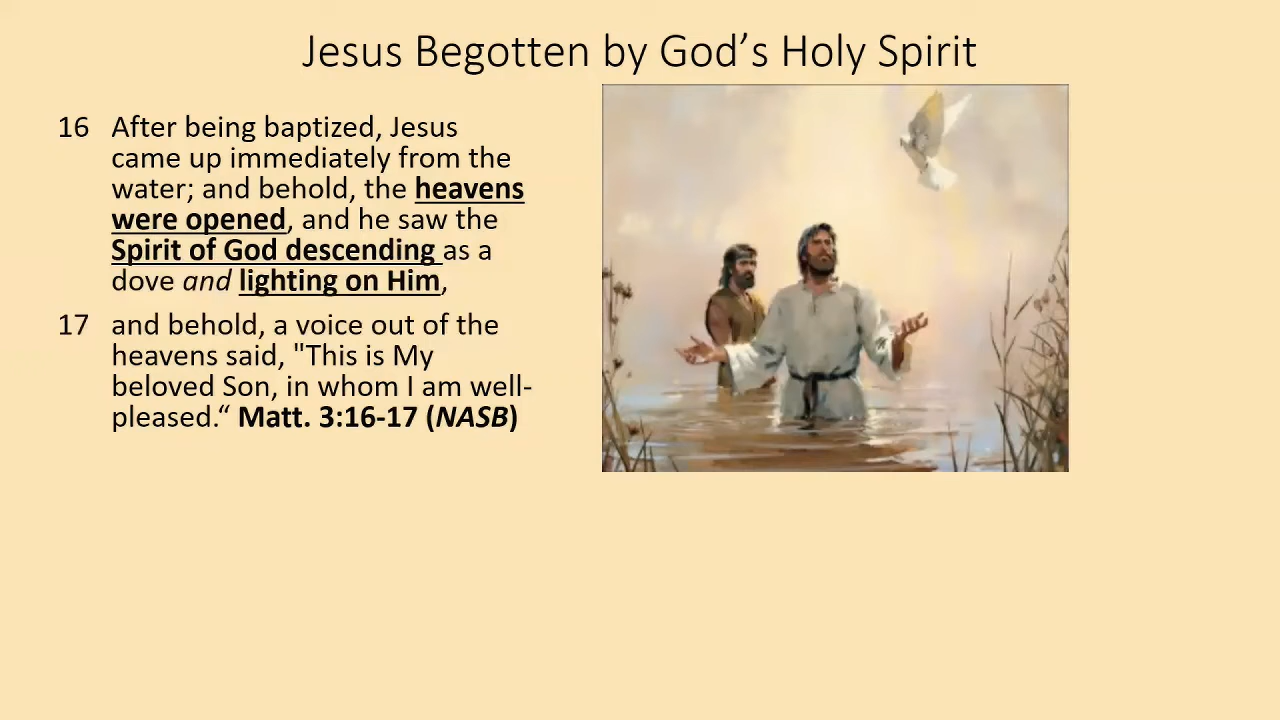 Jesus Begotten by God’s Holy Spirit
16 After being baptized, Jesus
came up immediately from the
water; and behold, the heavens
were opened, and he saw the
Spirit of God descending as a
dove and lighting on Him,
17 and behold, a voice out of the
heavens said, "This is My
beloved Son, in whom I am well-
pleased.“ Matt. 3:16-17 (NASB)